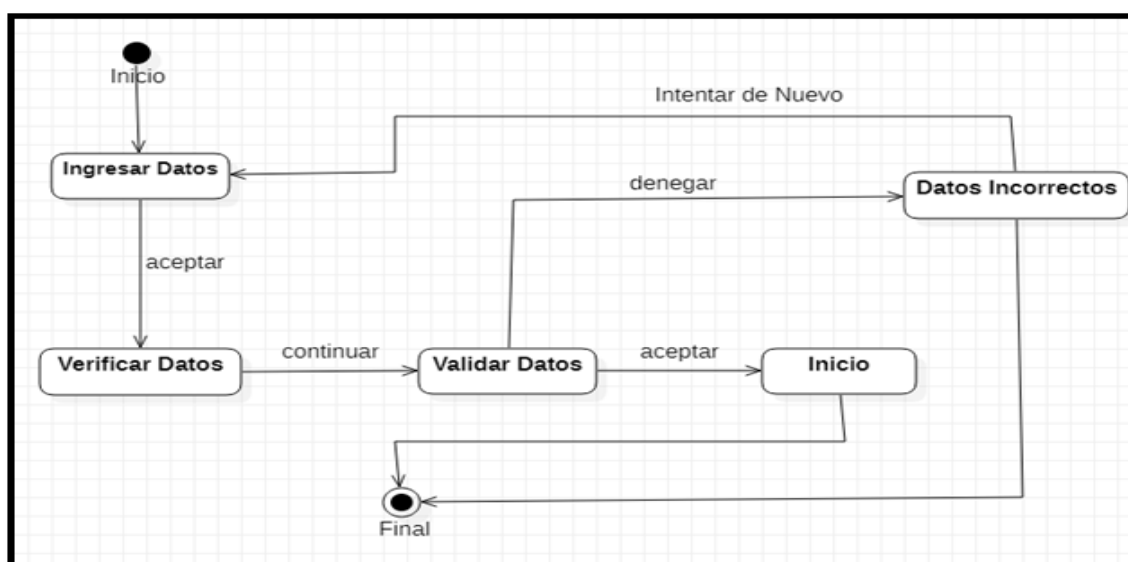 Inicio
Intentar de Nuevo
Ingresar Datos
denegar
Datos Incorrectos
aceptar
Verificar Datos
continuar
Validar Datos
aceptar
Inicio
Final